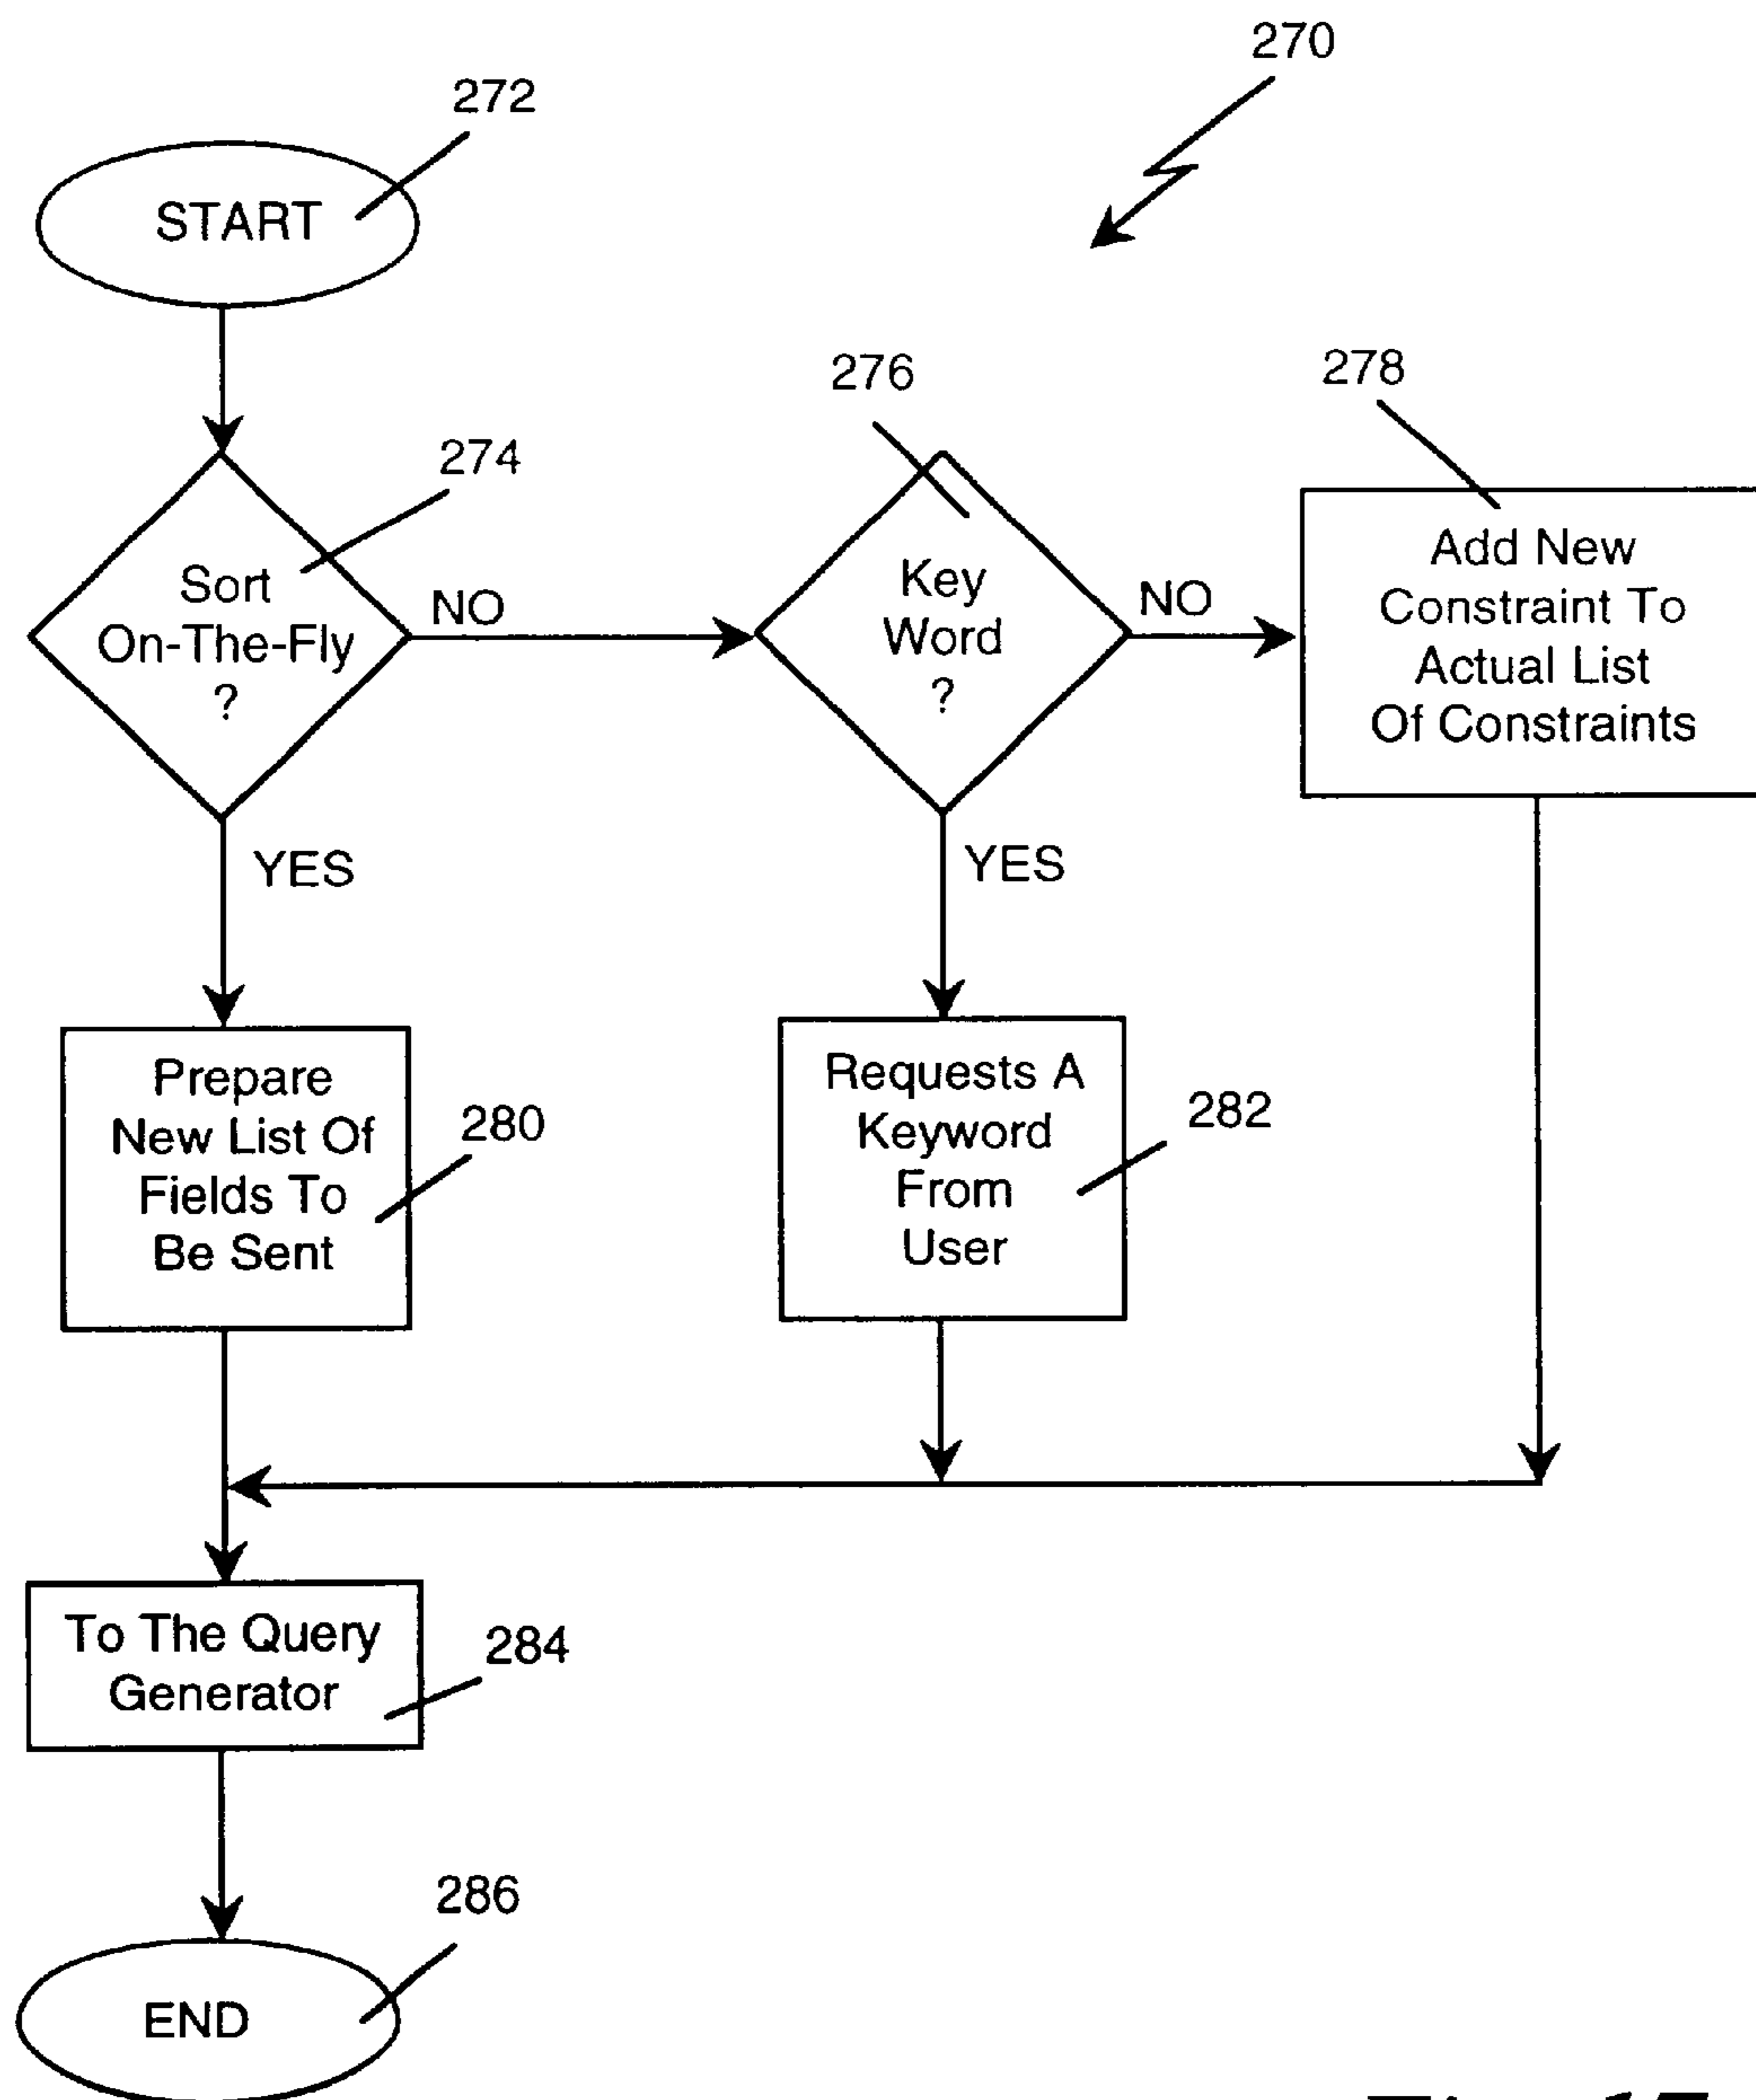 270
272
START
276
278
274
Sort
On-The-Fly
?
NO
Key
Word
?
NO
Add New
Constraint To
Actual List
Of Constraints
YES
YES
Prepare
New List Of
Fields To
Be Sent
280
Requests A
Keyword
From
User
282
To The Query
Generator
284
286
END